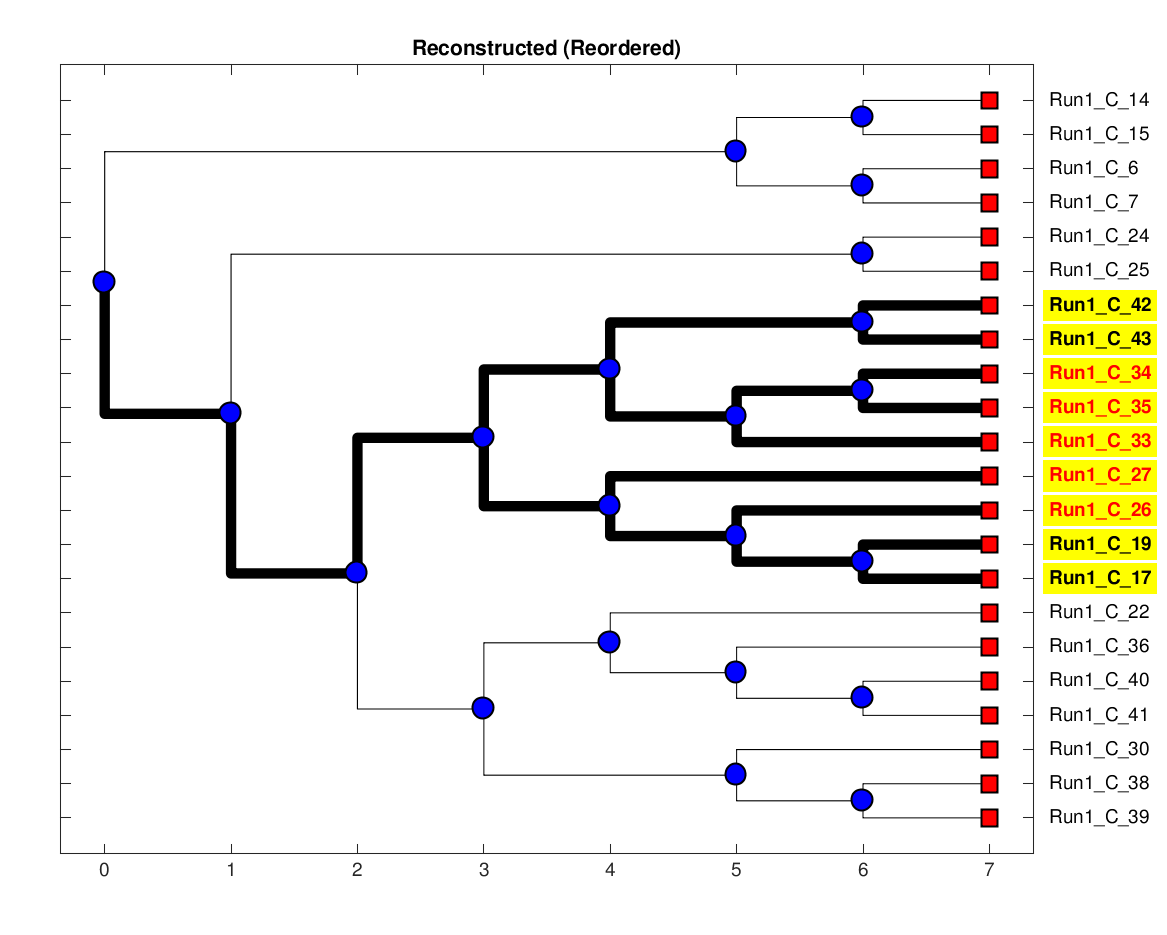 Reconstructed (Reordered)
Run1_C_14
Run1_C_15
Run1_C_6
Run1_C_7
Run1_C_24
Run1_C_25
Run1_C_42
Run1_C_43
Run1_C_34
Run1_C_35
Run1_C_33
Run1_C_27
Run1_C_26
Run1_C_19
Run1_C_17
Run1_C_22
Run1_C_36
Run1_C_40
Run1_C_41
Run1_C_30
Run1_C_38
Run1_C_39
0 1 2 3 4 5 6 7